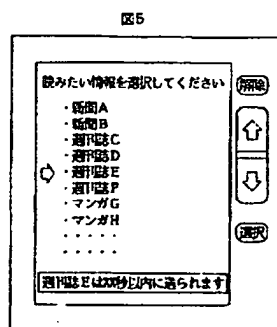 図5
読みたい情報を選択してください
・新聞A
・新聞B
・週刊誌C
・週刊誌D
・週刊誌E
・週刊誌F
・マンガG
・マンガH
・・・・・
・・・・・
週刊誌Eは以内に送られます
解除
選択